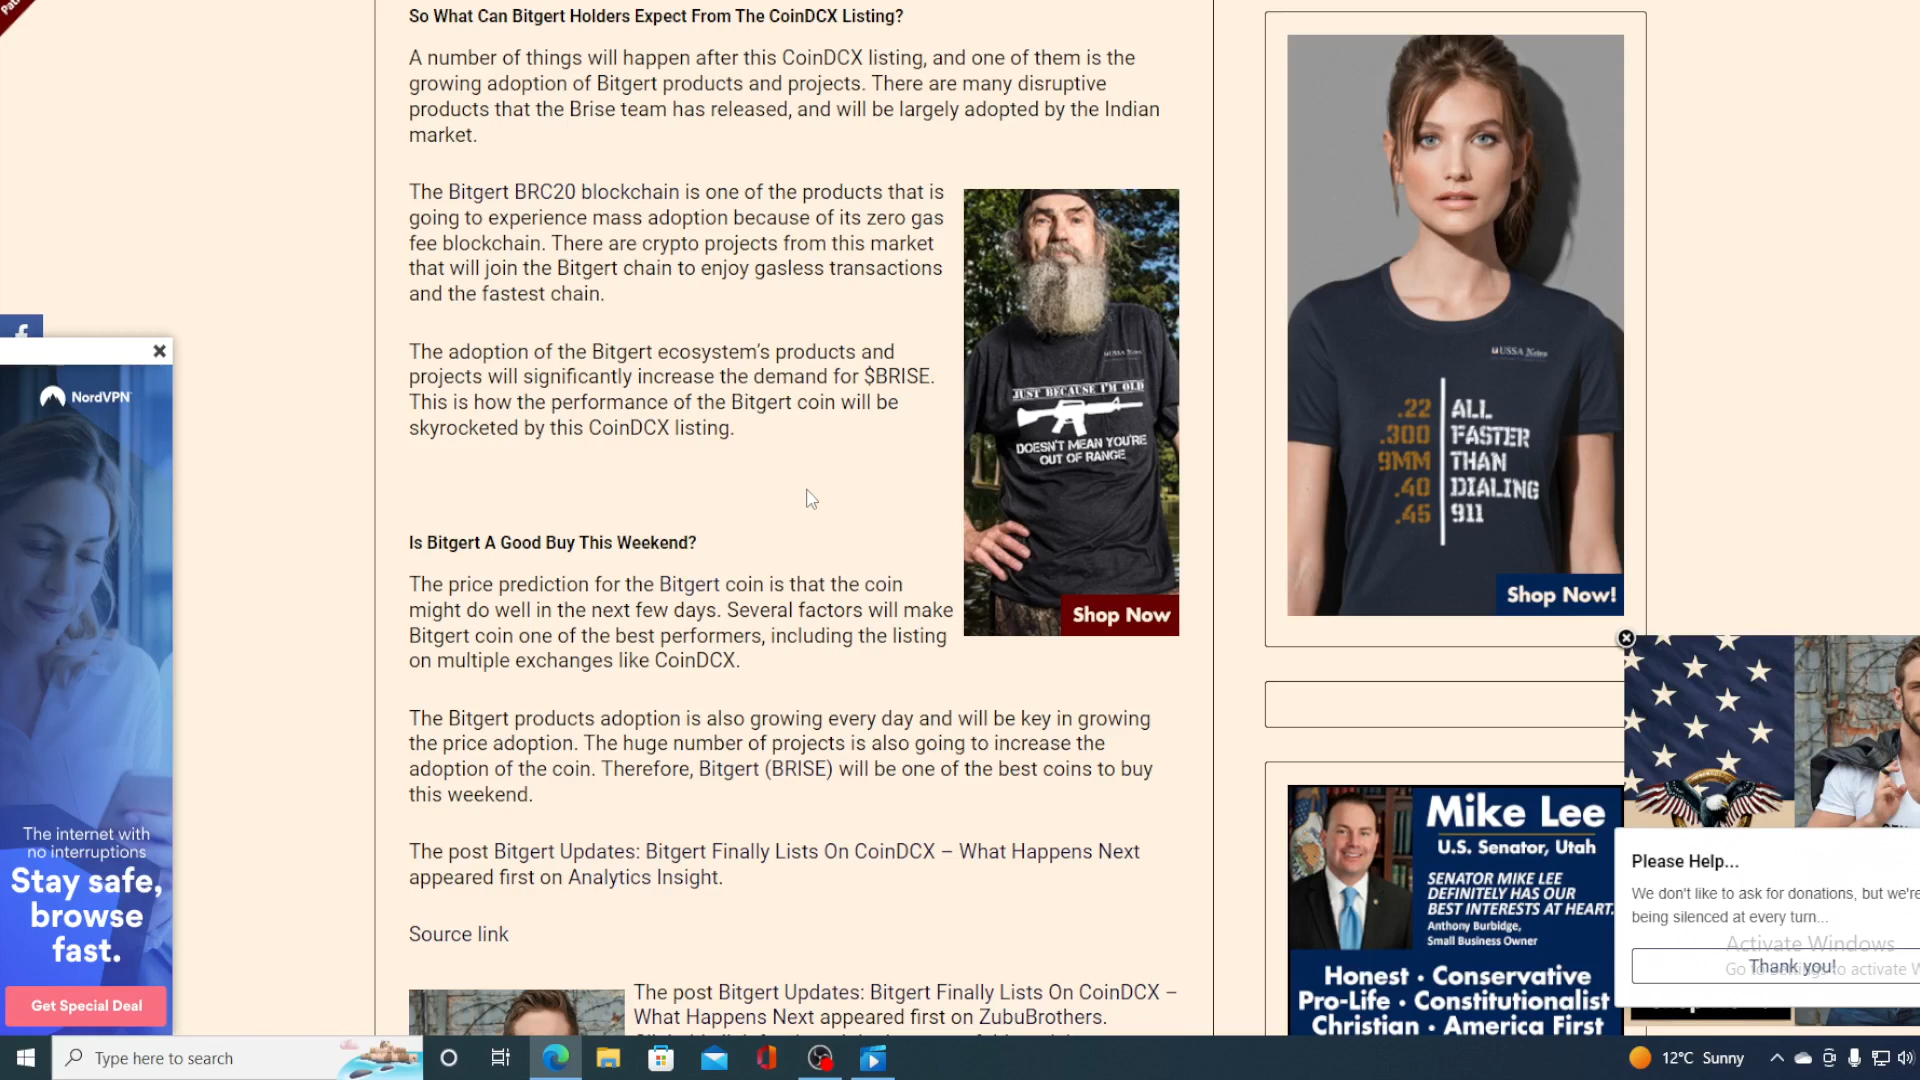 So What Can Bitgert Holders Expect From The CoinDCX Listing?
A number of things will happen after this CoinDCX listing, and one of them is the
growing adoption of Bitgert products and projects. There are many disruptive
products that the Brise team has released, and will be largely adopted by the Indian
market.
The Bitgert BRC20 blockchain is one of the products that is
going to experience mass adoption because of its zero gas
fee blockchain. There are crypto projects from this market
that will join the Bitgert chain to enjoy gasless transactions
and the fastest chain.
The adoption of the Bitgert ecosystem's products and
projects will significantly increase the demand for $BRISE.
This is how the performance of the Bitgert coin will be
skyrocketed by this CoinDCX listing.
Is Bitgert A Good Buy This Weekend?
The price prediction for the Bitgert coin is that the coin
might do well in the next few days. Several factors will make
Bitgert coin one of the best performers, including the listing
on multiple exchanges like CoinDCX.
The Bitgert products adoption is also growing every day and will be key in growing
the price adoption. The huge number of projects is also going to increase the
adoption of the coin. Therefore, Bitgert (BRISE) will be one of the best coins to buy
this weekend.
The post Bitgert Updates: Bitgert Finally Lists On CoinDCX – What Happens Next
appeared first on Analytics Insight.
Source link
The post Bitgert Updates: Bitgert Finally Lists On CoinDCX –
What Happens Next appeared first on ZubuBrothers.
NordVPN
The internet with
no interruptions
Stay safe,
browse
fast.
Get Special Deal
USSA News
JUST BECAUSE I'M OLD
DOESN'T MEAN YOU'RE
OUT OF RANGE
Shop Now
USSA News
.22 ALL
.300 FASTER
9MM THAN
.40 DIALING
.45 911
Shop Now!
Mike Lee
U.S. Senator, Utah
SENATOR MIKE LEE
DEFINITELY HAS OUR
BEST INTERESTS AT HEART.
Anthony Burbidge,
Small Business Owner
Honest · Conservative
Pro-Life · Constitutionalist
Christian · America First
Please Help...
We don't like to ask for donations, but we're
being silenced at every turn...
Thank you!
Activate Windows
Go to Settings to activate W
Type here to search
12°C Sunny